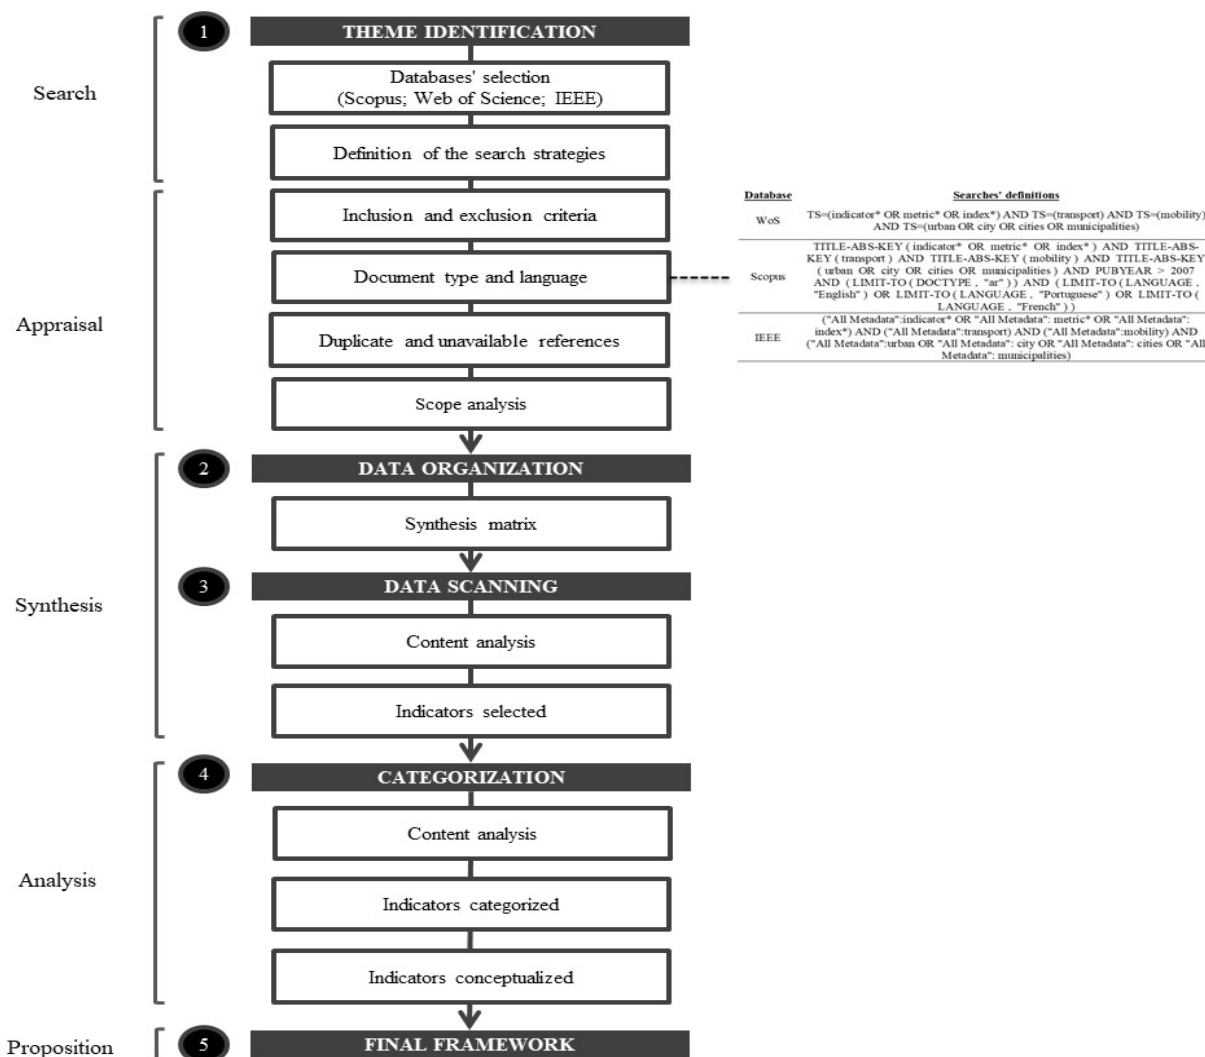 1
THEME IDENTIFICATION
Search
Databases' selection
(Scopus; Web of Science; IEEE)
Definition of the search strategies
Appraisal
Inclusion and exclusion criteria
Document type and language
Duplicate and unavailable references
Scope analysis
Database
Searches' definitions
WoS
TS=(indicator* OR metric* OR index*) AND TS=(transport) AND TS=(mobility)
AND TS=(urban OR city OR cities OR municipalities)
Scopus
TITLE-ABS-KEY ( indicator* OR metric* OR index* ) AND TITLE-ABS-
KEY ( transport ) AND TITLE-ABS-KEY ( mobility ) AND TITLE-ABS-KEY
( urban OR city OR cities OR municipalities ) AND PUBYEAR > 2007
AND ( LIMIT-TO ( DOCTYPE , "ar" ) ) AND ( LIMIT-TO ( LANGUAGE ,
"English" ) OR LIMIT-TO ( LANGUAGE , "Portuguese" ) OR LIMIT-TO (
LANGUAGE , "French" ) )
IEEE
("All Metadata":indicator* OR "All Metadata": metric* OR "All Metadata":
index*) AND ("All Metadata":transport) AND ("All Metadata":mobility) AND
("All Metadata":urban OR "All Metadata": city OR "All Metadata": cities OR "All
Metadata": municipalities)
2
DATA ORGANIZATION
Synthesis
Synthesis matrix
3
DATA SCANNING
Content analysis
Indicators selected
4
CATEGORIZATION
Analysis
Content analysis
Indicators categorized
Indicators conceptualized
Proposition
5
FINAL FRAMEWORK